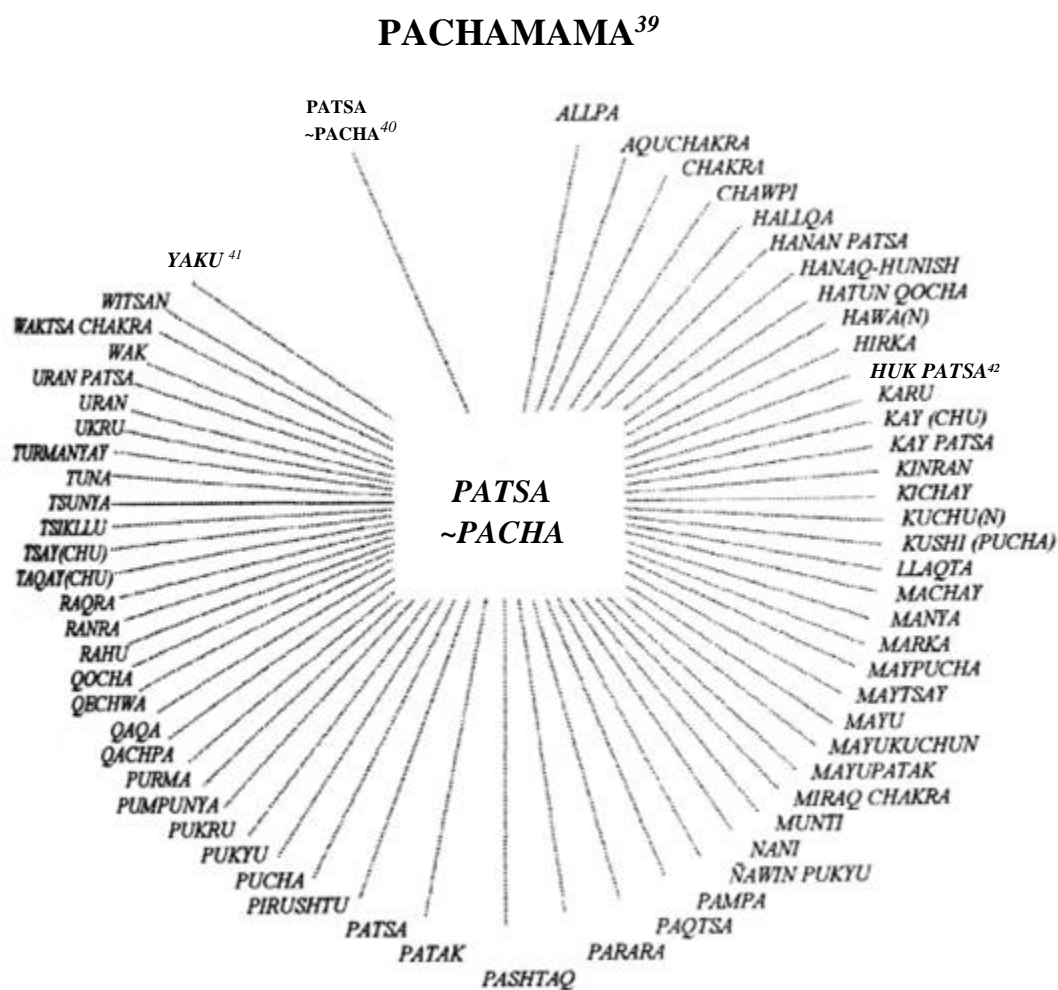 PACHAMAMA39
PATSA
~PACHA40
ALLPA
AQUCHAKRA
CHAKRA
CHAWPI
HALLQA
HANAN PATSA
HANAQ-HUNISH
HATUN QOCHA
HAWA(N)
HIRKA
HUK PATSA42
KARU
KAY (CHU)
KAY PATSA
KINRAN
KICHAY
KUCHU(N)
KUSHI (PUCHA)
LLAQTA
MACHAY
MANYA
MARKA
MAYPUCHA
MAYTSAY
MAYU
MAYUKUCHUN
MAYUPATAK
MIRAQ CHAKRA
MUNTI
NANI
ÑAWIN PUKYU
PAMPA
PAQTSA
PARARA
PASHTAQ
PATAK
PATSA
PIRUSHTU
PUCHA
PUKYU
PUKRU
PUMPUNYA
PURMA
QACHPA
QAQA
QECHWA
QOCHA
RAHU
RANRA
RAQRA
TAQAY(CHU)
TSAY(CHU)
TSIKLLU
TSUNYA
TUNA
TURMANYAY
UKRU
URAN
URAN PATSA
WAK
WAKTSA CHAKRA
WITSAN
YAKU 41
PATSA
~PACHA